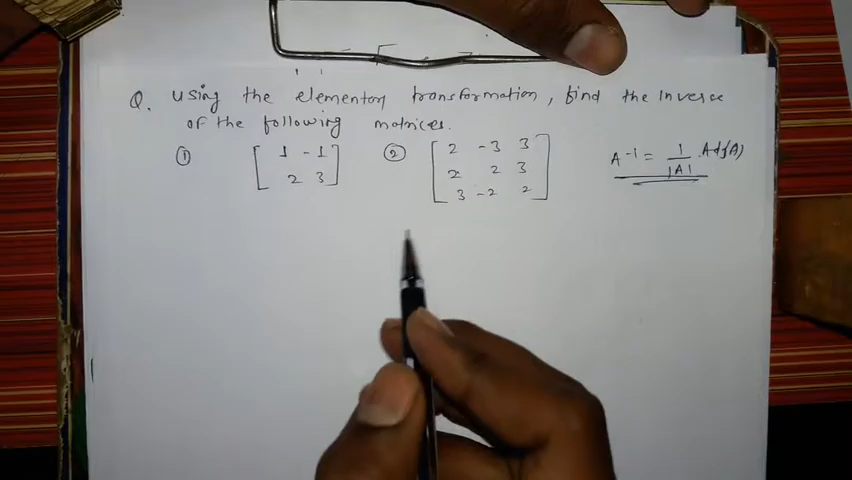 Q. Using the elementory transformation, find the inverse
of the following matrices.
① [ 1 -1
2 3 ]
② [ 2 -3 3
2 2 3
3 -2 2 ]
A⁻¹ = 1/|A| . Adj(A)